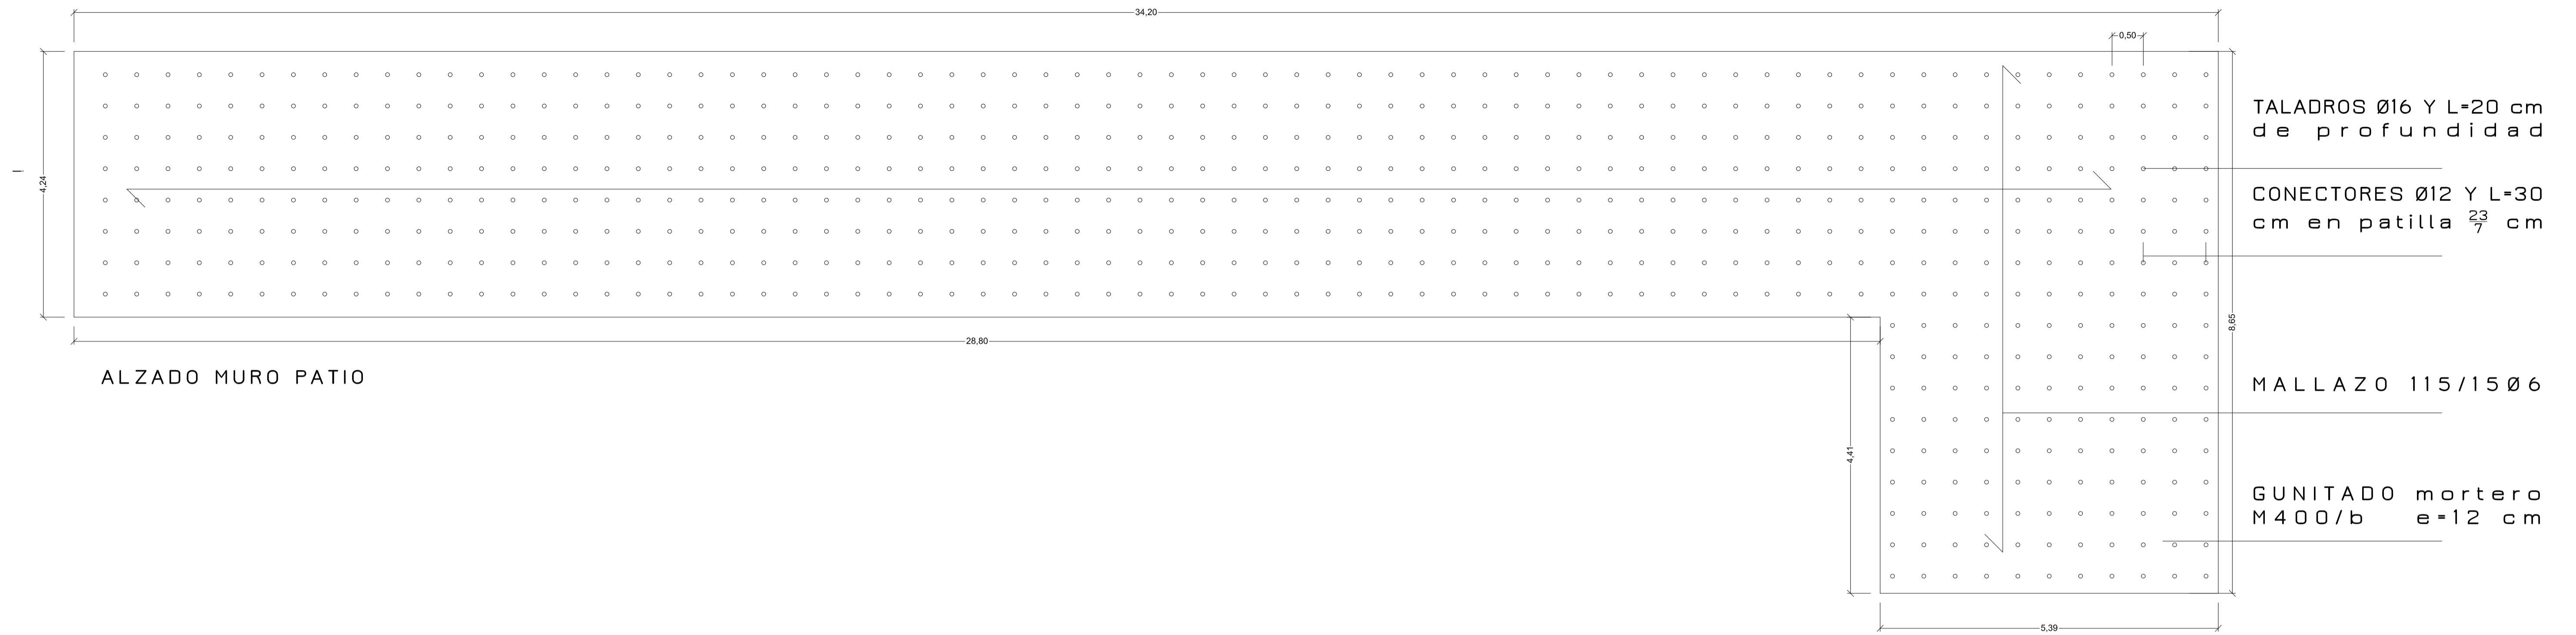 34,20
0,50
TALADROS Ø16 Y L=20 cm
de profundidad
4,24
CONECTORES Ø12 Y L=30
cm en patilla 23/7 cm
8,65
28,80
ALZADO MURO PATIO
MALLAZO 115/15Ø6
4,41
GUNITADO mortero
M400/b e=12 cm
5,39